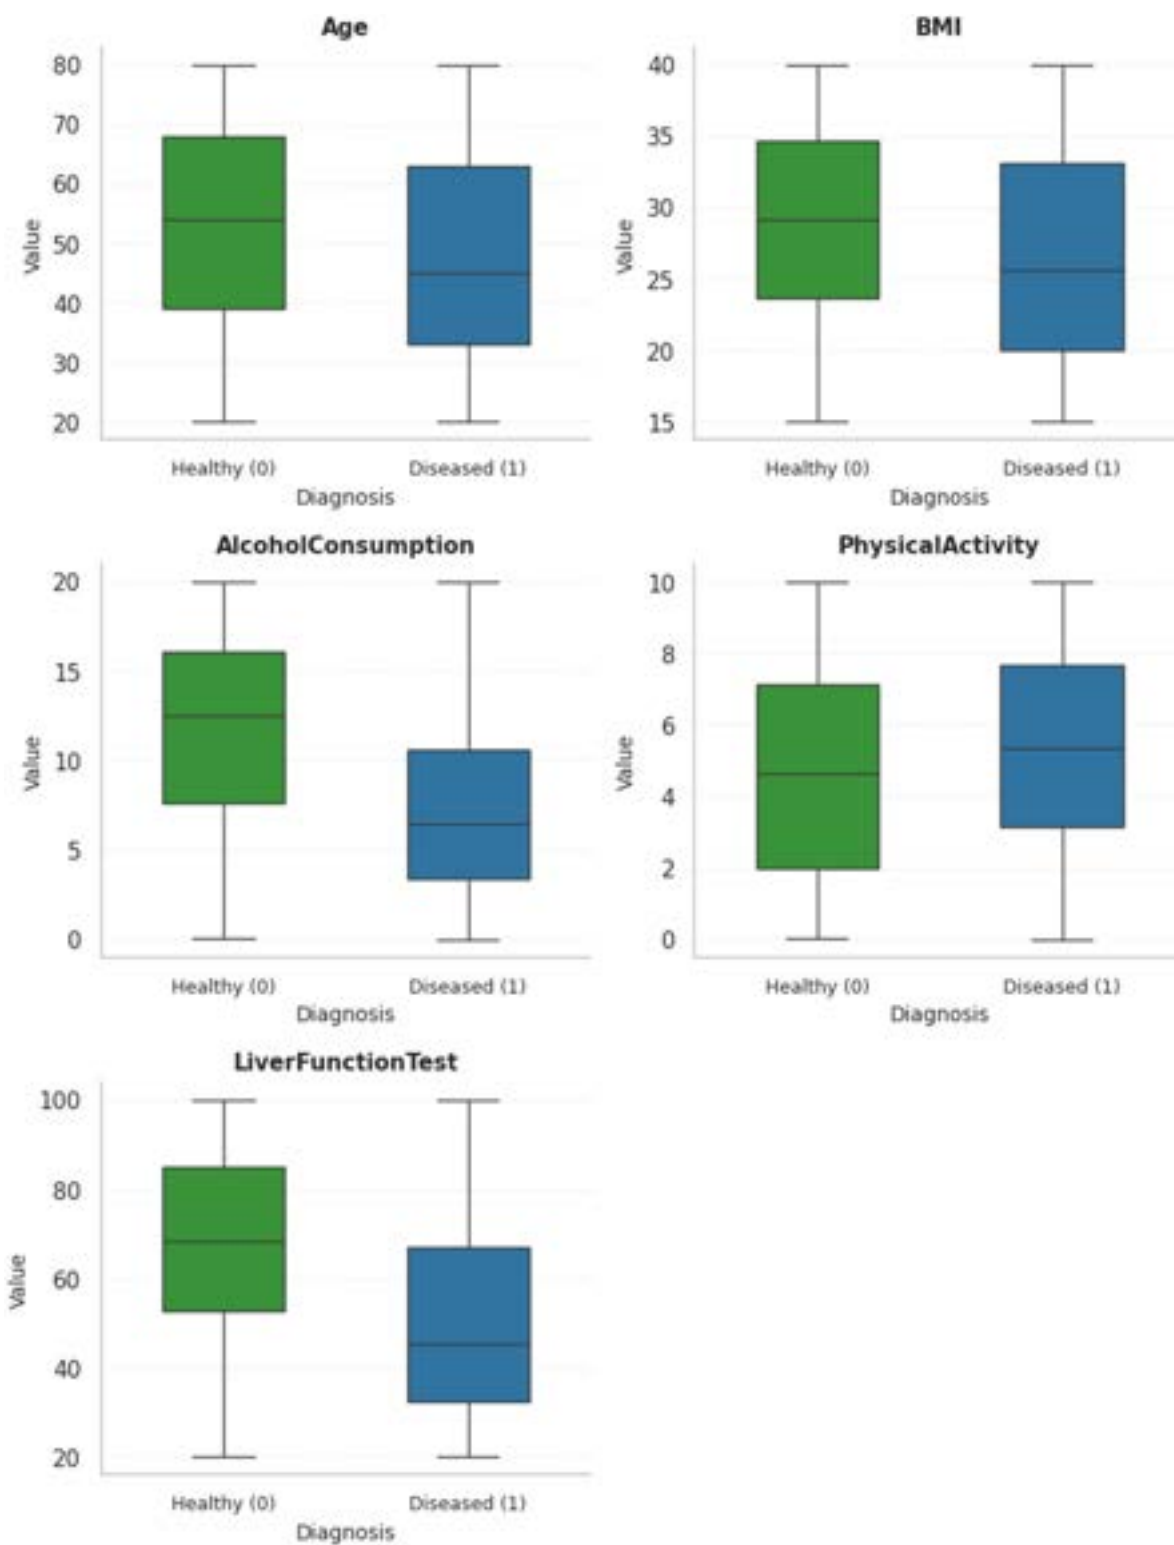 Age
80
70
60
50
40
30
20
Value
Healthy (0) Diseased (1)
Diagnosis
BMI
40
35
30
25
20
15
Value
Healthy (0) Diseased (1)
Diagnosis
AlcoholConsumption
20
15
10
5
0
Value
Healthy (0) Diseased (1)
Diagnosis
PhysicalActivity
10
8
6
4
2
0
Value
Healthy (0) Diseased (1)
Diagnosis
LiverFunctionTest
100
80
60
40
20
Value
Healthy (0) Diseased (1)
Diagnosis